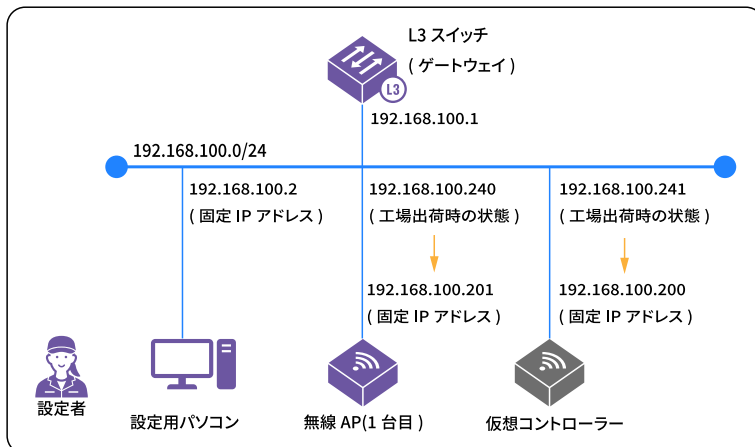 L3 スイッチ
( ゲートウェイ )
L3
192.168.100.1
192.168.100.0/24
192.168.100.2
( 固定 IP アドレス )
192.168.100.240
( 工場出荷時の状態 )
192.168.100.241
( 工場出荷時の状態 )
192.168.100.201
( 固定 IP アドレス )
192.168.100.200
( 固定 IP アドレス )
設定者
設定用パソコン
無線 AP(1 台目 )
仮想コントローラー